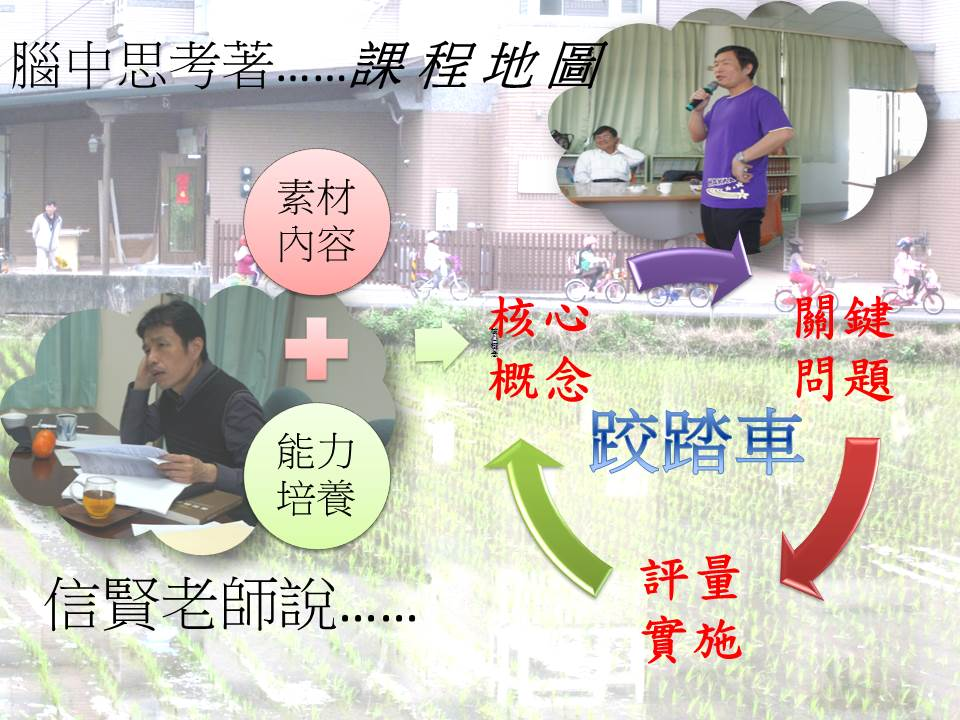 腦中思考著……課程地圖
素材
內容
能力
培養
核心
概念
關鍵
問題
跤踏車
評量
實施
信賢老師說……